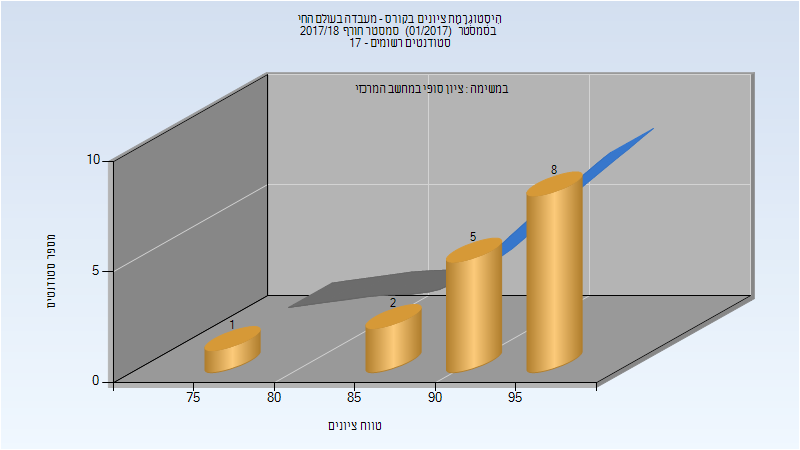 היסטוגרמת ציונים בקורס - מעבדה בעולם החי
בסמסטר (01/2017) סמסטר חורף 2017/18
סטודנטים רשומים - 17
במשימה : ציון סופי במחשב המרכזי
מספר סטודנטים
10
5
0
1
2
5
8
75
80
85
90
95
טווח ציונים